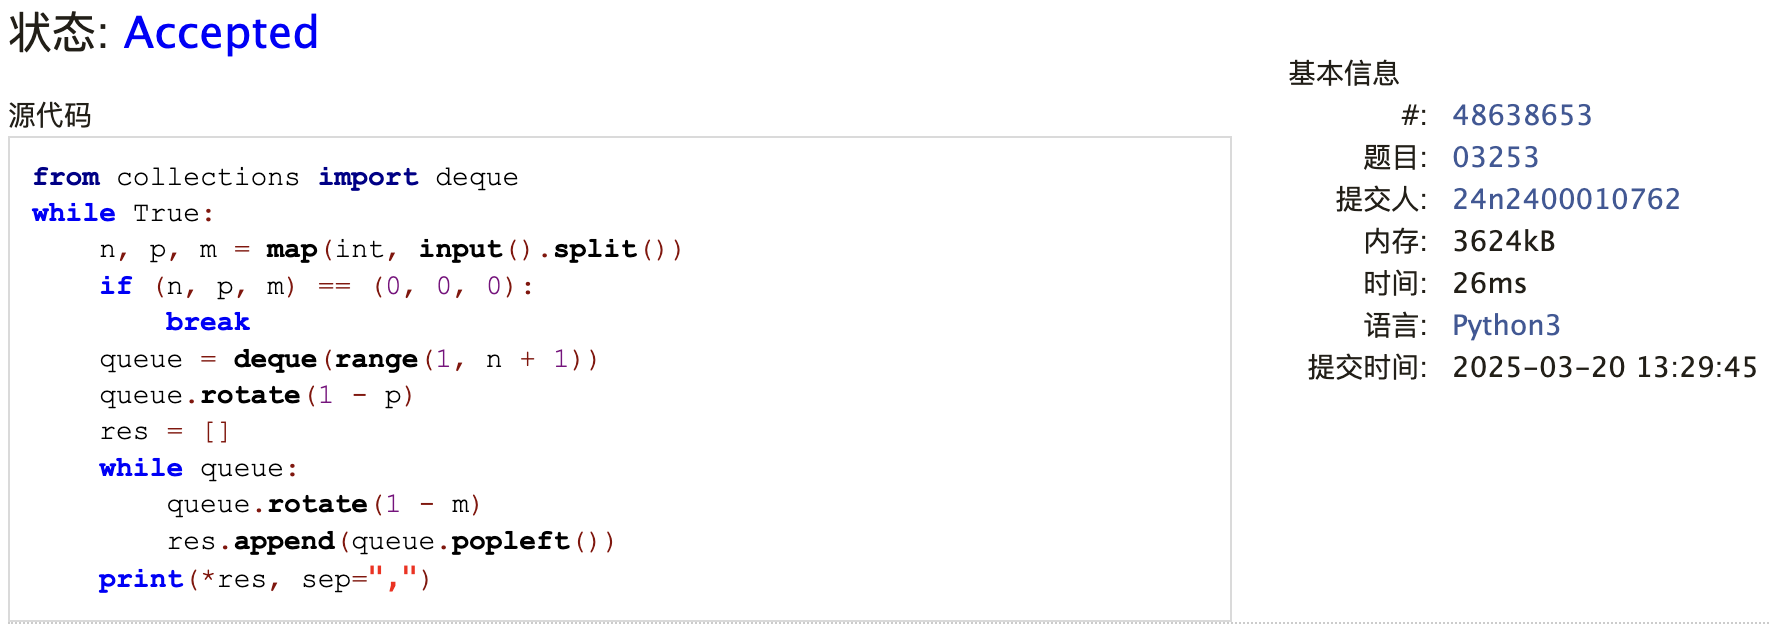 状态: Accepted
源代码
from collections import deque
while True:
    n, p, m = map(int, input().split())
    if (n, p, m) == (0, 0, 0):
        break
    queue = deque(range(1, n + 1))
    queue.rotate(1 - p)
    res = []
    while queue:
        queue.rotate(1 - m)
        res.append(queue.popleft())
    print(*res, sep=",")
基本信息
#: 48638653
题目: 03253
提交人: 24n2400010762
内存: 3624kB
时间: 26ms
语言: Python3
提交时间: 2025-03-20 13:29:45